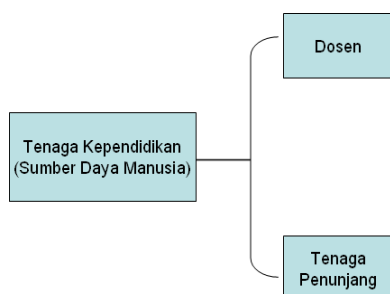 Dosen
Tenaga Kependidikan
(Sumber Daya Manusia)
Tenaga
Penunjang